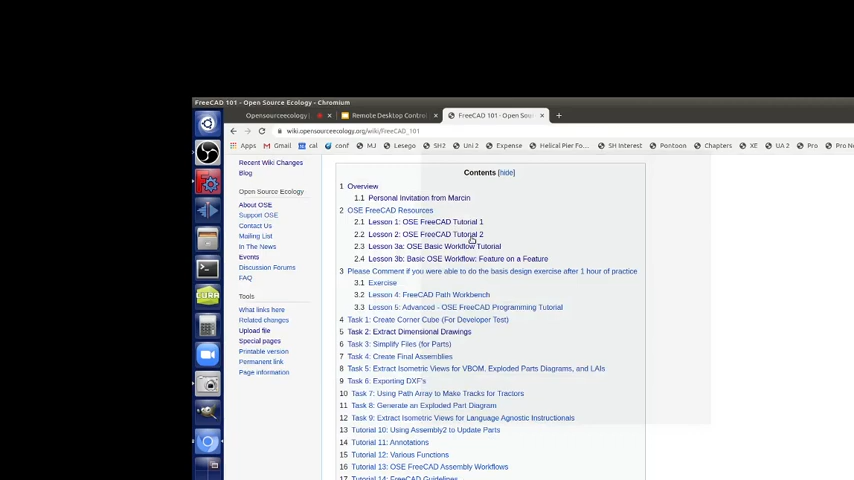 FreeCAD 101 - Open Source Ecology - Chromium
Opensourceecology |
Remote Desktop Control
FreeCAD 101 - Open Sour
wiki.opensourceecology.org/wiki/FreeCAD_101
Apps Gmail cal conf MJ Lesego SH2 Uni 2 Expense Helical Pier Fo... SH Interest Pontoon Chapters XE UA 2 Pro Pro No
Recent Wiki Changes
Blog
Open Source Ecology
About OSE
Support OSE
Contact Us
Mailing List
In The News
Events
Discussion Forums
FAQ
Tools
What links here
Related changes
Upload file
Special pages
Printable version
Permanent link
Page information
Contents [hide]
1 Overview
1.1 Personal Invitation from Marcin
2 OSE FreeCAD Resources
2.1 Lesson 1: OSE FreeCAD Tutorial 1
2.2 Lesson 2: OSE FreeCAD Tutorial 2
2.3 Lesson 3a: OSE Basic Workflow Tutorial
2.4 Lesson 3b: Basic OSE Workflow: Feature on a Feature
3 Please Comment if you were able to do the basis design exercise after 1 hour of practice
3.1 Exercise
3.2 Lesson 4: FreeCAD Path Workbench
3.3 Lesson 5: Advanced - OSE FreeCAD Programming Tutorial
4 Task 1: Create Corner Cube (For Developer Test)
5 Task 2: Extract Dimensional Drawings
6 Task 3: Simplify Files (for Parts)
7 Task 4: Create Final Assemblies
8 Task 5: Extract Isometric Views for VBOM. Exploded Parts Diagrams, and LAIs
9 Task 6: Exporting DXF's
10 Task 7: Using Path Array to Make Tracks for Tractors
11 Task 8: Generate an Exploded Part Diagram
12 Task 9: Extract Isometric Views for Language Agnostic Instructionals
13 Tutorial 10: Using Assembly2 to Update Parts
14 Tutorial 11: Annotations
15 Tutorial 12: Various Functions
16 Tutorial 13: OSE FreeCAD Assembly Workflows
17 Tutorial 14: FreeCAD Guidelines